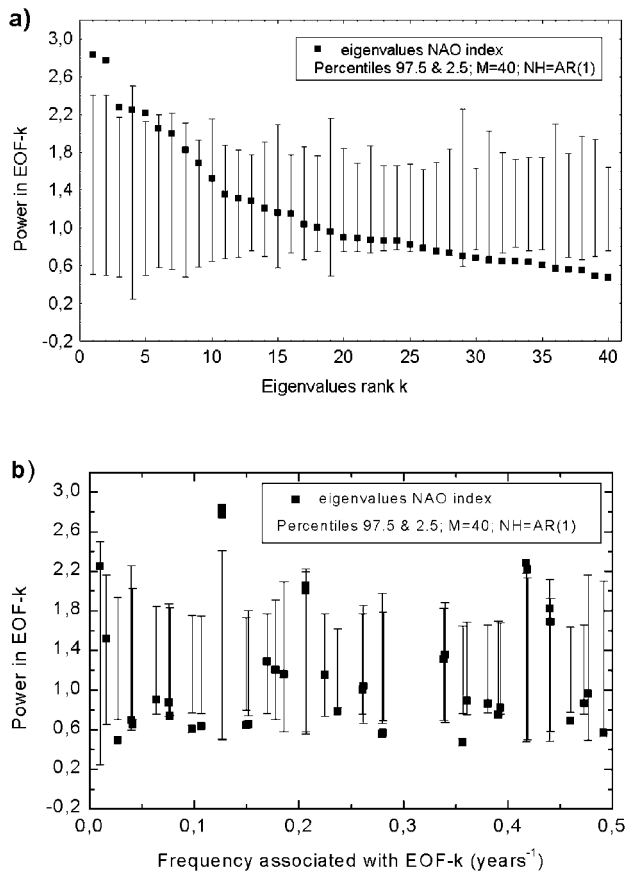 a)
3,0
2,6
2,2
1,8
1,4
1,0
0,6
0,2
-0,2
Power in EOF-k
eigenvalues NAO index
Percentiles 97.5 & 2.5; M=40; NH=AR(1)
0 5 10 15 20 25 30 35 40
Eigenvalues rank k
b)
3,0
2,6
2,2
1,8
1,4
1,0
0,6
0,2
-0,2
Power in EOF-k
eigenvalues NAO index
Percentiles 97.5 & 2.5; M=40; NH=AR(1)
0,0 0,1 0,2 0,3 0,4 0,5
Frequency associated with EOF-k (years⁻¹)